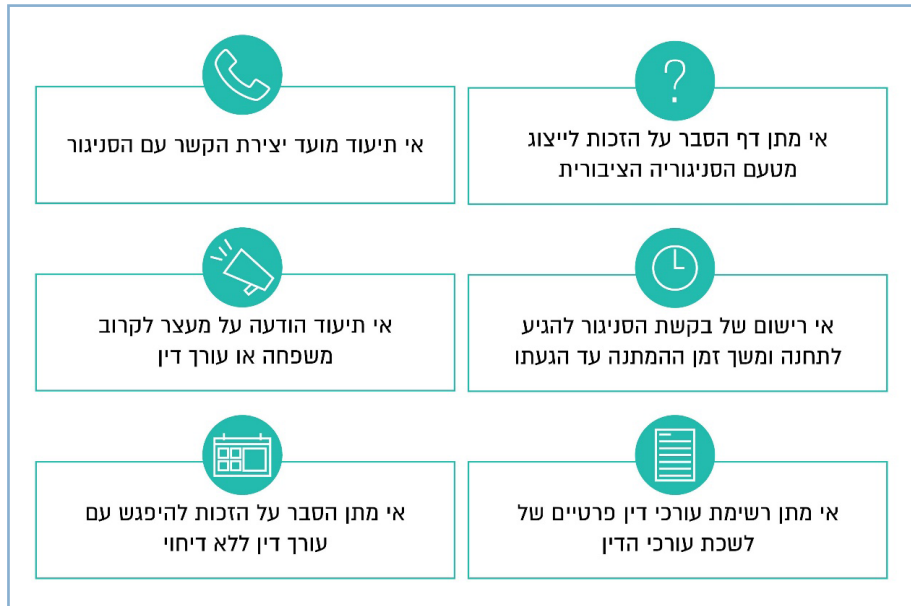 ?
אי מתן דף הסבר על הזכות לייצוג
מטעם הסניגוריה הציבורית
אי תיעוד מועד יצירת הקשר עם הסניגור
אי רישום של בקשת הסניגור להגיע
לתחנה ומשך זמן ההמתנה עד הגעתו
אי תיעוד הודעה על מעצר לקרוב
משפחה או עורך דין
אי מתן רשימת עורכי דין פרטיים של
לשכת עורכי הדין
אי מתן הסבר על הזכות להיפגש עם
עורך דין ללא דיחוי